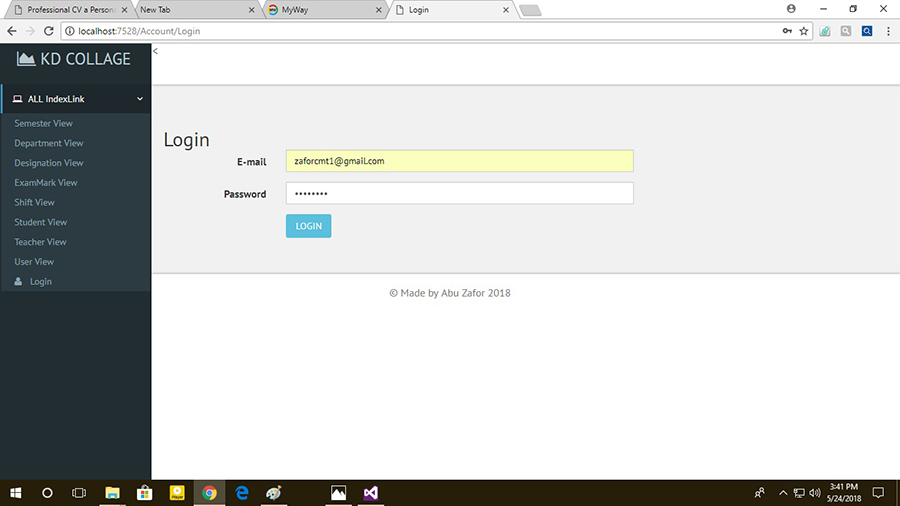 Professional CV a Person
New Tab
MyWay
Login
localhost:7528/Account/Login
KD COLLAGE
<
ALL IndexLink
Semester View
Department View
Designation View
ExamMark View
Shift View
Student View
Teacher View
User View
Login
Login
E-mail
zaforcmt1@gmail.com
Password
LOGIN
© Made by Abu Zafor 2018
3:41 PM
5/24/2018